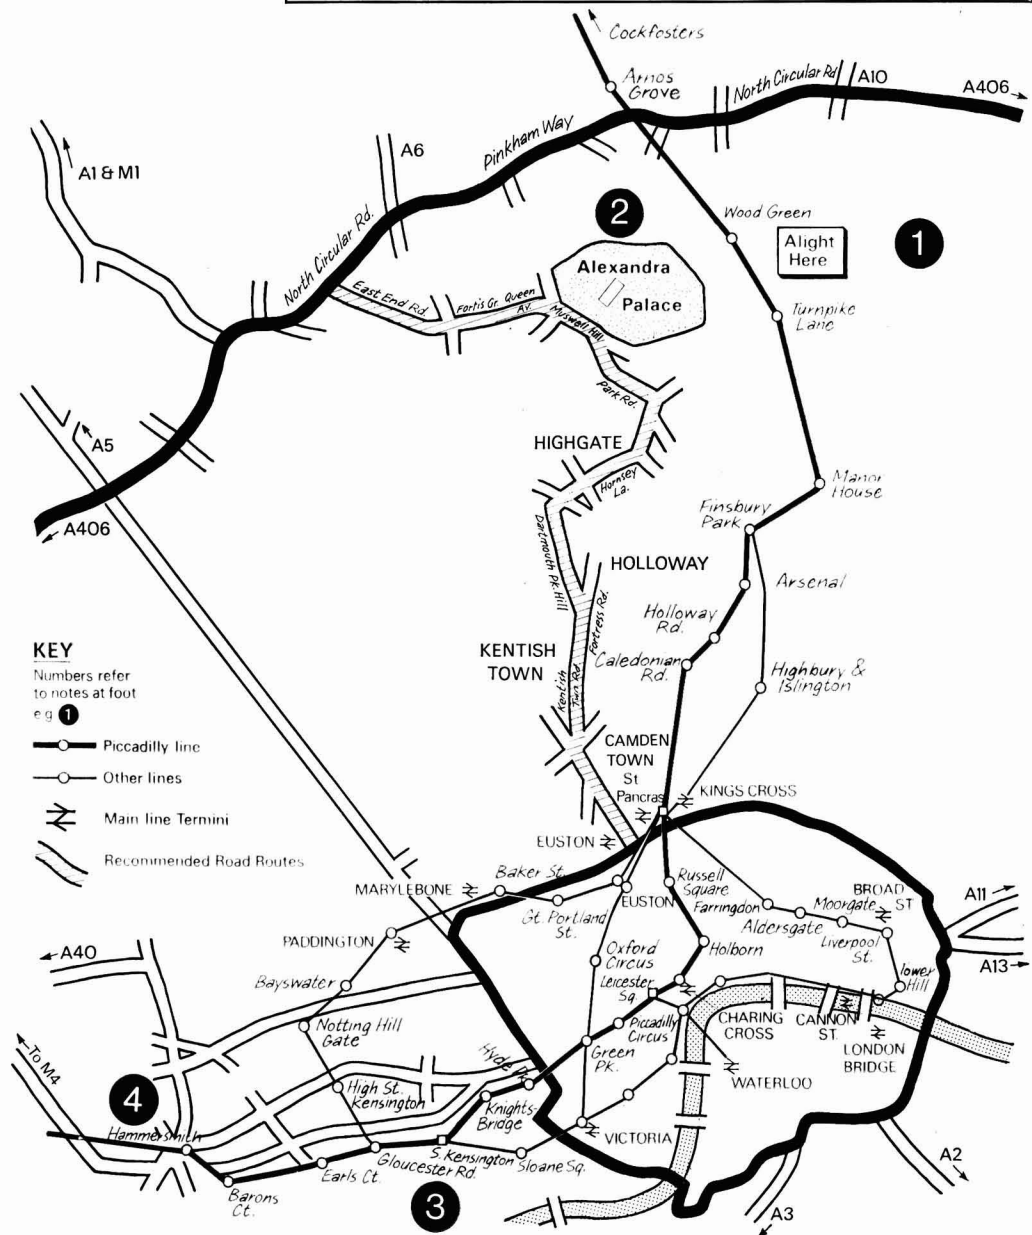 Cockfosters
Arnos
Grove
North Circular Rd
A10
A406
Pinkham Way
A6
A1 & M1
2
Wood Green
1
Alight
Here
North Circular Rd.
Alexandra
Palace
East End Rd.
Fortis Gr.
Queen
Av.
Muswell Hill
Turnpike
Lane
Park Rd.
A5
HIGHGATE
Hornsey
La.
Manor
House
Finsbury
Park
A406
Dartmouth Pk. Hill
HOLLOWAY
Arsenal
Fortress Rd.
Holloway
Rd.
KEY
Numbers refer
to notes at foot
e g 1
Piccadilly line
Other lines
Main line Termini
Recommended Road Routes
KENTISH
TOWN
Kentish
Twn Rd.
Caledonian
Rd.
Highbury &
Islington
CAMDEN
TOWN
St
Pancras
KINGS CROSS
EUSTON
Baker St.
MARYLEBONE
Russell
Square
EUSTON
Farringdon
BROAD
ST
Moorgate
Aldersgate
Liverpool
St.
A11
Gt. Portland
St.
PADDINGTON
Oxford
Circus
Holborn
A13
A40
Bayswater
Leicester
Sq.
Piccadilly
Circus
CHARING
CROSS
CANNON
ST.
lower
Hill
LONDON
BRIDGE
Notting Hill
Gate
Green
Pk.
Hyde Pk.
WATERLOO
To M4
4
High St.
Kensington
Knights-
Bridge
Hammersmith
VICTORIA
Gloucester Rd.
S. Kensington
Sloane Sq.
Earls Ct.
Barons
Ct.
3
A2
A3